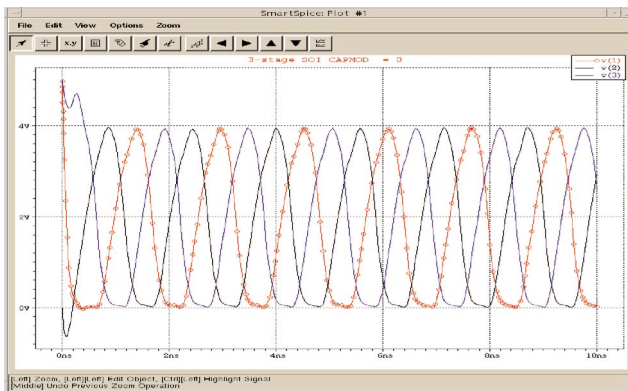 SmartSpice: Plot #1
File Edit View Options Zoom
x.y
3-stage SOI CAPMOD = 0
v(1)
v(2)
v(3)
4V
2V
0V
0ns 2ns 4ns 6ns 8ns 10ns
[Left] Zoom, [Left][Left] Edit Object, [Ctrl][Left] Highlight Signal
[Middle] Undo Previous Zoom Operation